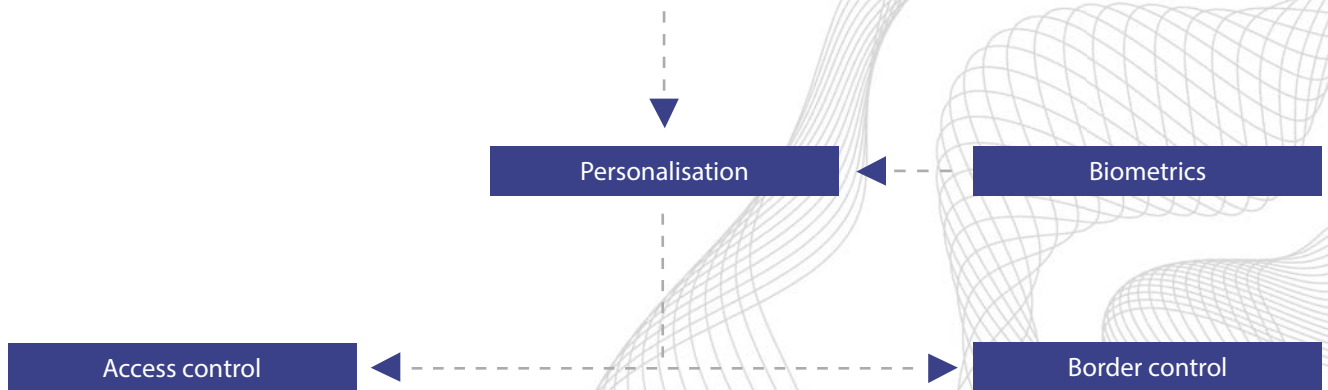 Personalisation
Biometrics
Access control
Border control